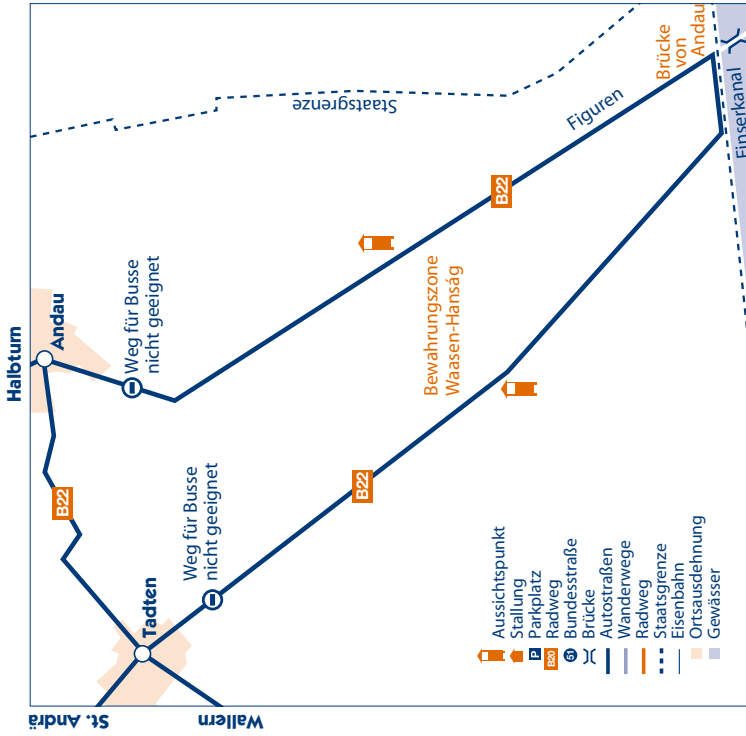 Halbturn
Andau
Weg für Busse
nicht geeignet
B22
Tadten
Weg für Busse
nicht geeignet
B22
St. Andrä
Wallern
Staatsgrenze
Figuren
B22
Brücke
von
Andau
Einserkanal
Bewahrungszone
Waasen-Hanság
Aussichtspunkt
Stallung
P Parkplatz
B20 Radweg
51 Bundesstraße
Brücke
Autostraßen
Wanderwege
Radweg
Staatsgrenze
Eisenbahn
Ortsausdehnung
Gewässer